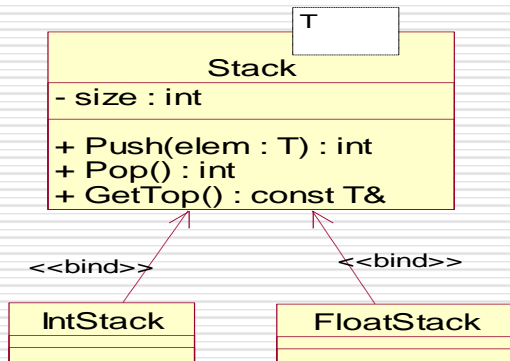 T
Stack
- size : int
+ Push(elem : T) : int
+ Pop() : int
+ GetTop() : const T&
<<bind>>
<<bind>>
IntStack
FloatStack